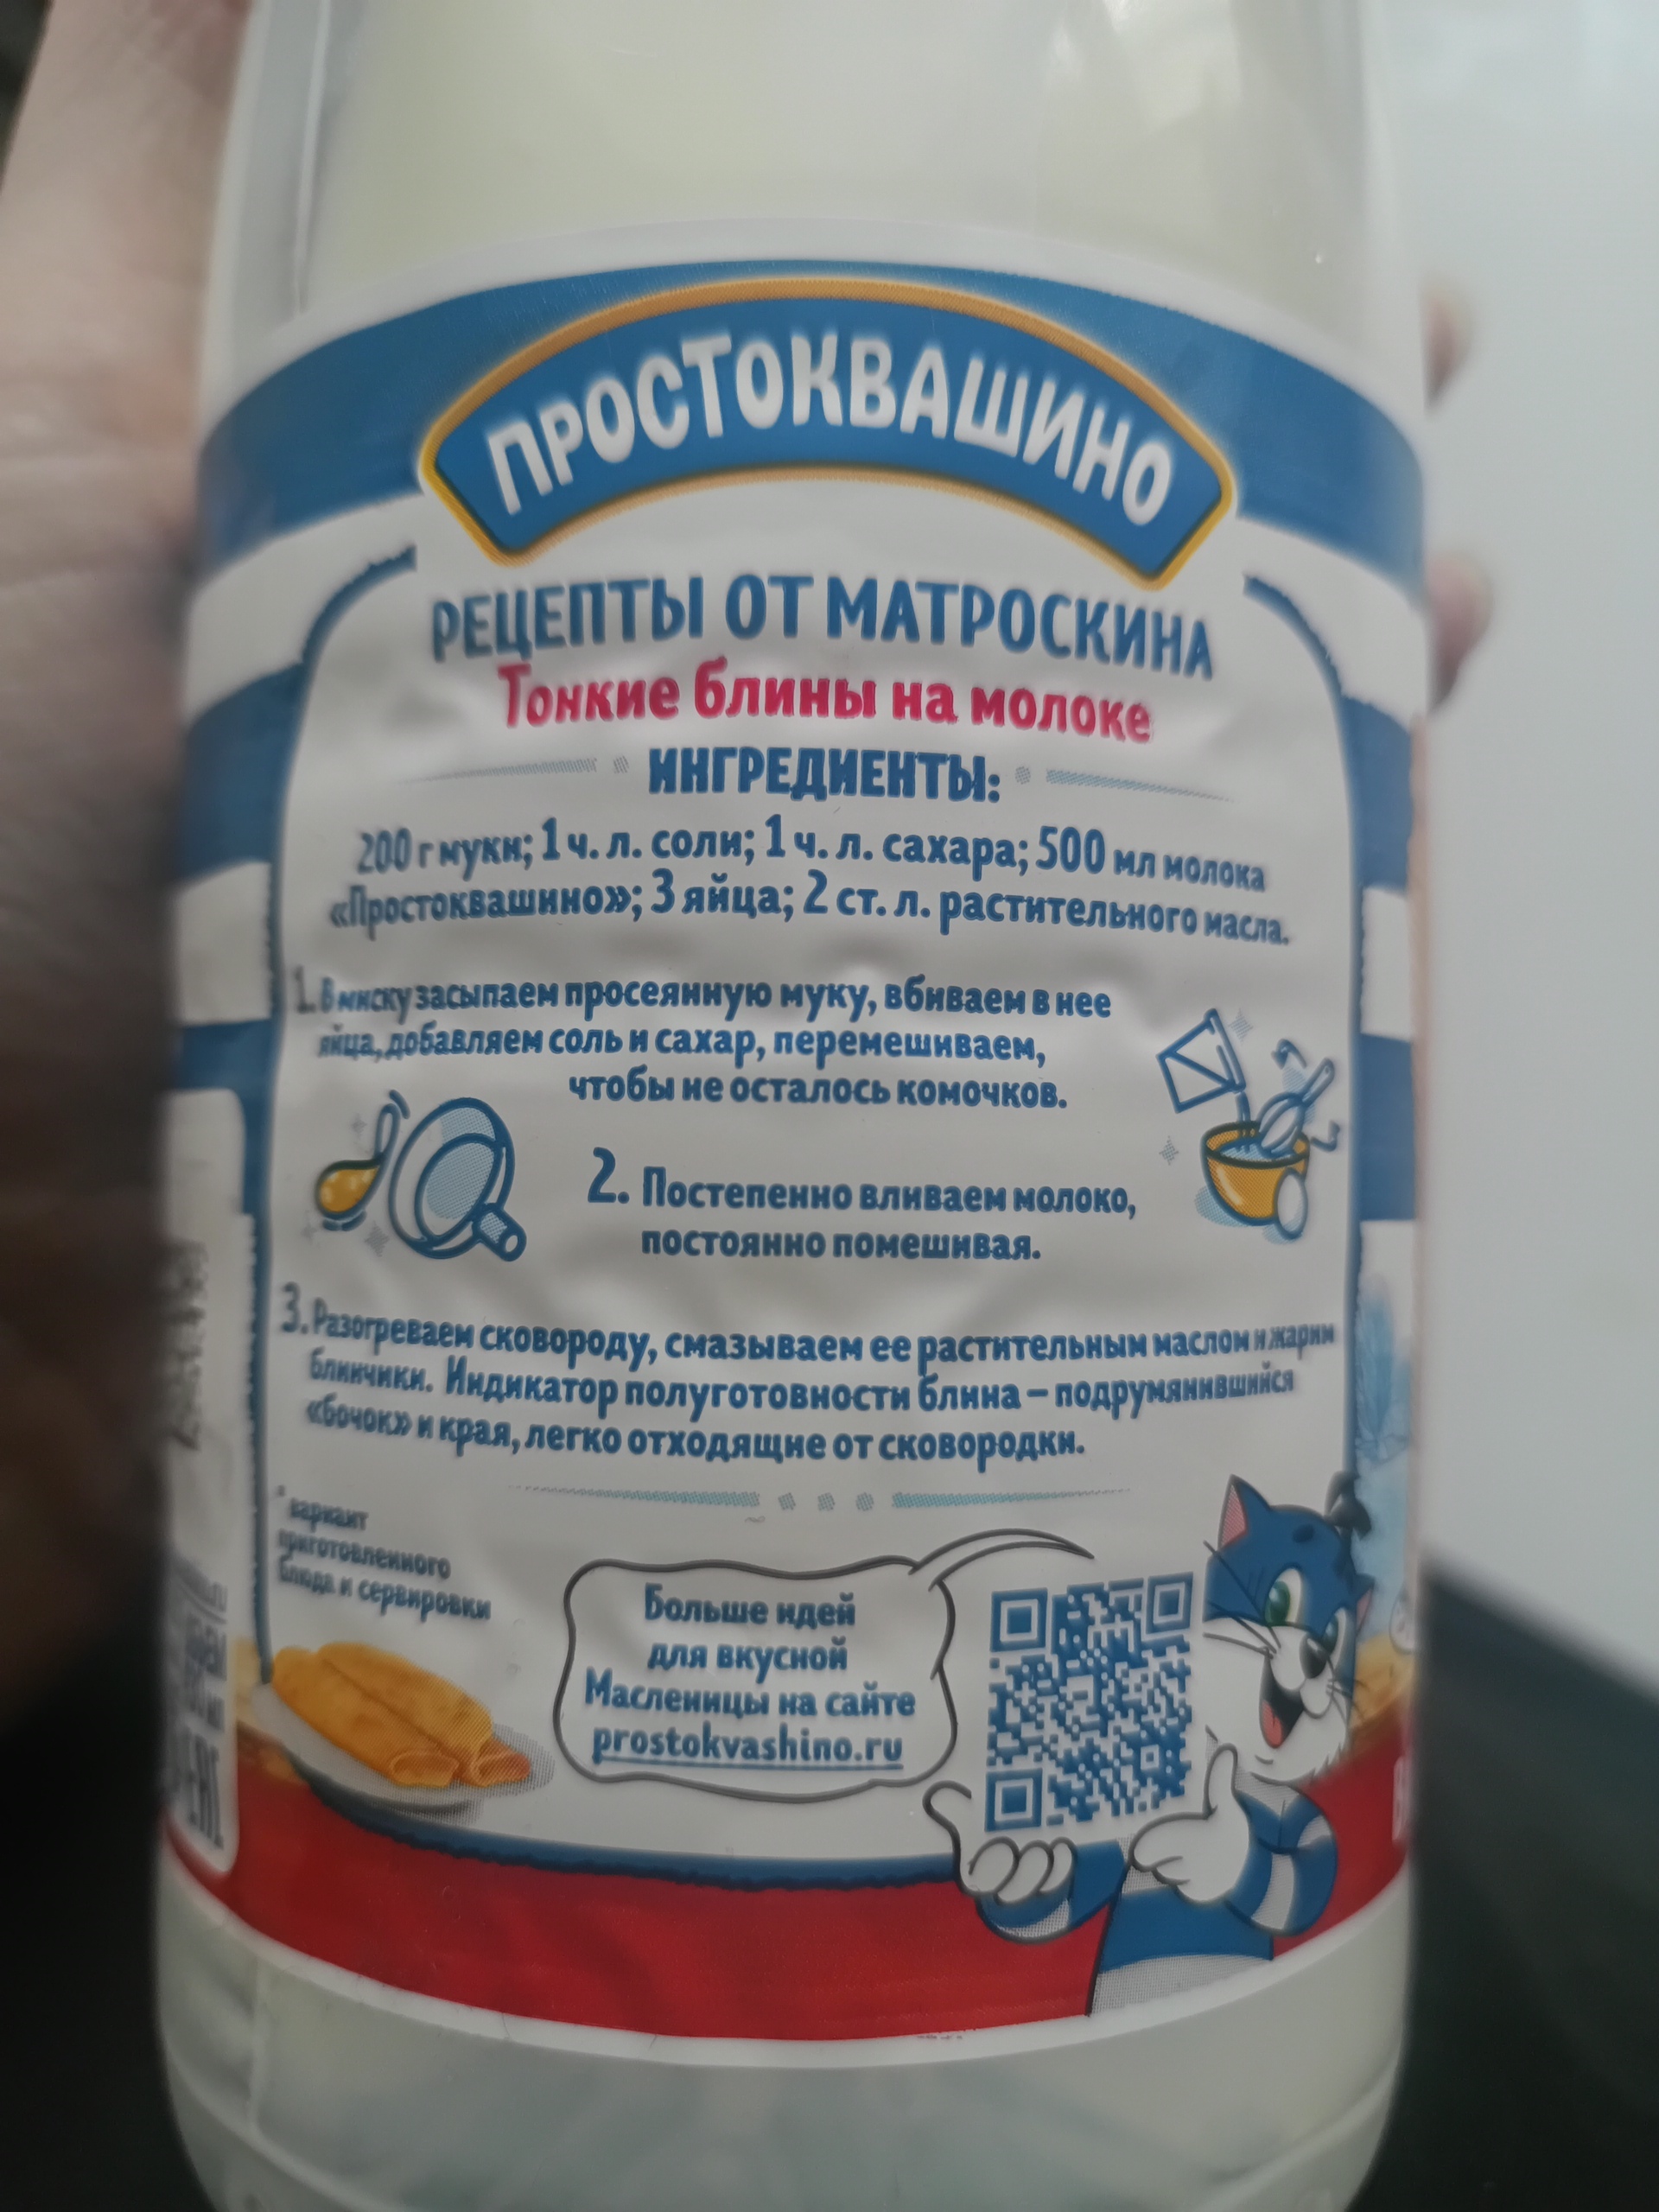 ПРОСТОКВАШИНО
РЕЦЕПТЫ ОТ МАТРОСКИНА
Тонкие блины на молоке
ИНГРЕДИЕНТЫ:
200 г муки; 1 ч. л. соли; 1 ч. л. сахара; 500 мл молока
«Простоквашино»; 3 яйца; 2 ст. л. растительного масла.
1. В миску засыпаем просеянную муку, вбиваем в нее
яйца, добавляем соль и сахар, перемешиваем,
чтобы не осталось комочков.
2. Постепенно вливаем молоко,
постоянно помешивая.
3. Разогреваем сковороду, смазываем ее растительным маслом и жарим
блинчики. Индикатор полуготовности блина – подрумянившийся
«бочок» и края, легко отходящие от сковородки.
* вариант
приготовленного
блюда и сервировки
Больше идей
для вкусной
Масленицы на сайте
prostokvashino.ru